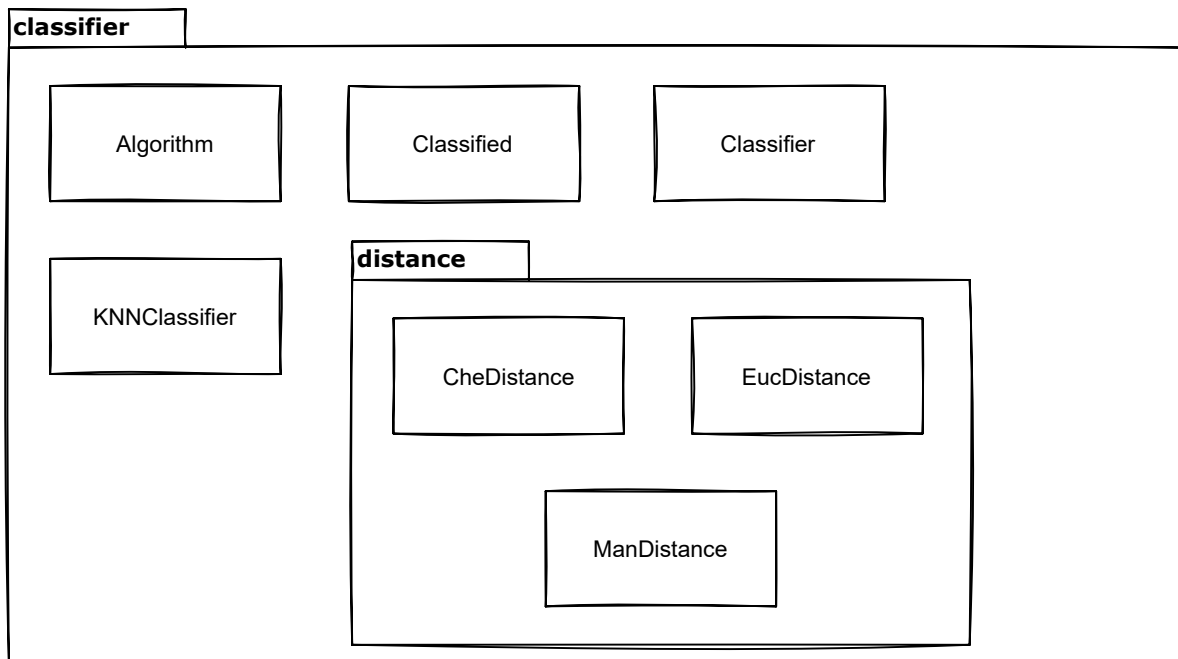 classifier
Algorithm
Classified
Classifier
KNNClassifier
distance
CheDistance
EucDistance
ManDistance